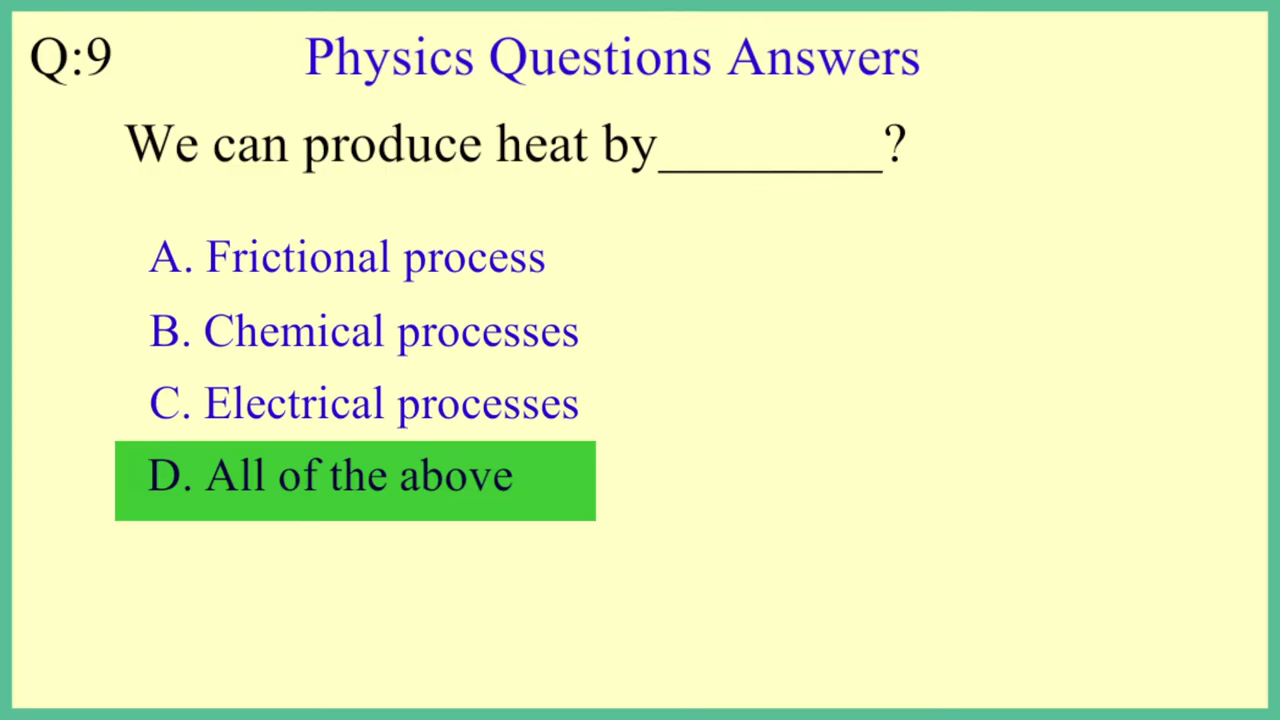 Q:9 Physics Questions Answers
We can produce heat by_________?
A. Frictional process
B. Chemical processes
C. Electrical processes
D. All of the above